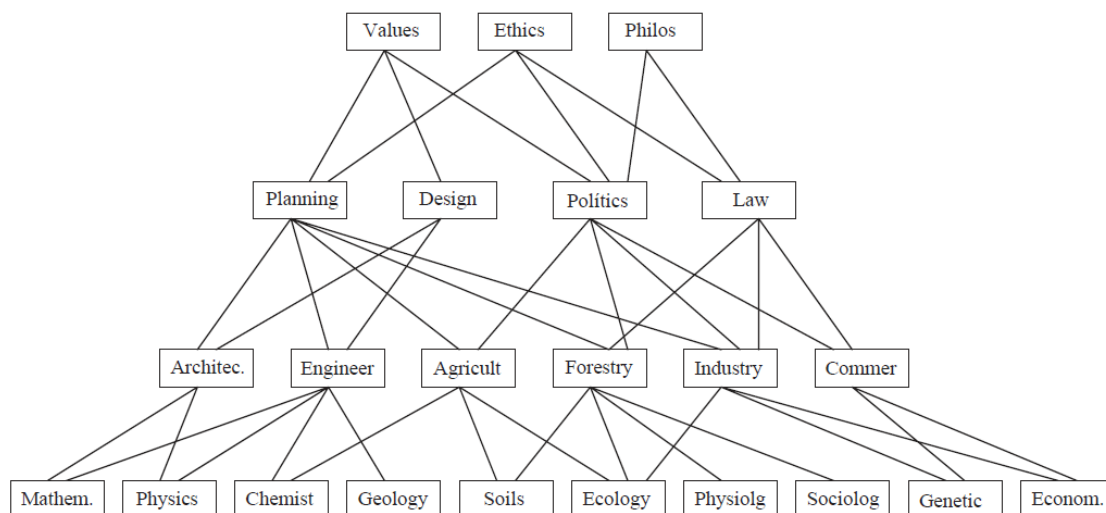 Values Ethics Philos
Planning Design Polítics Law
Architec. Engineer Agricult Forestry Industry Commer
Mathem. Physics Chemist Geology Soils Ecology Physiolg Sociolog Genetic Econom.